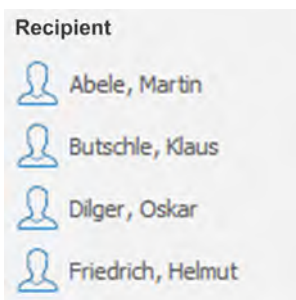 Recipient
Abele, Martin
Butschle, Klaus
Dilger, Oskar
Friedrich, Helmut